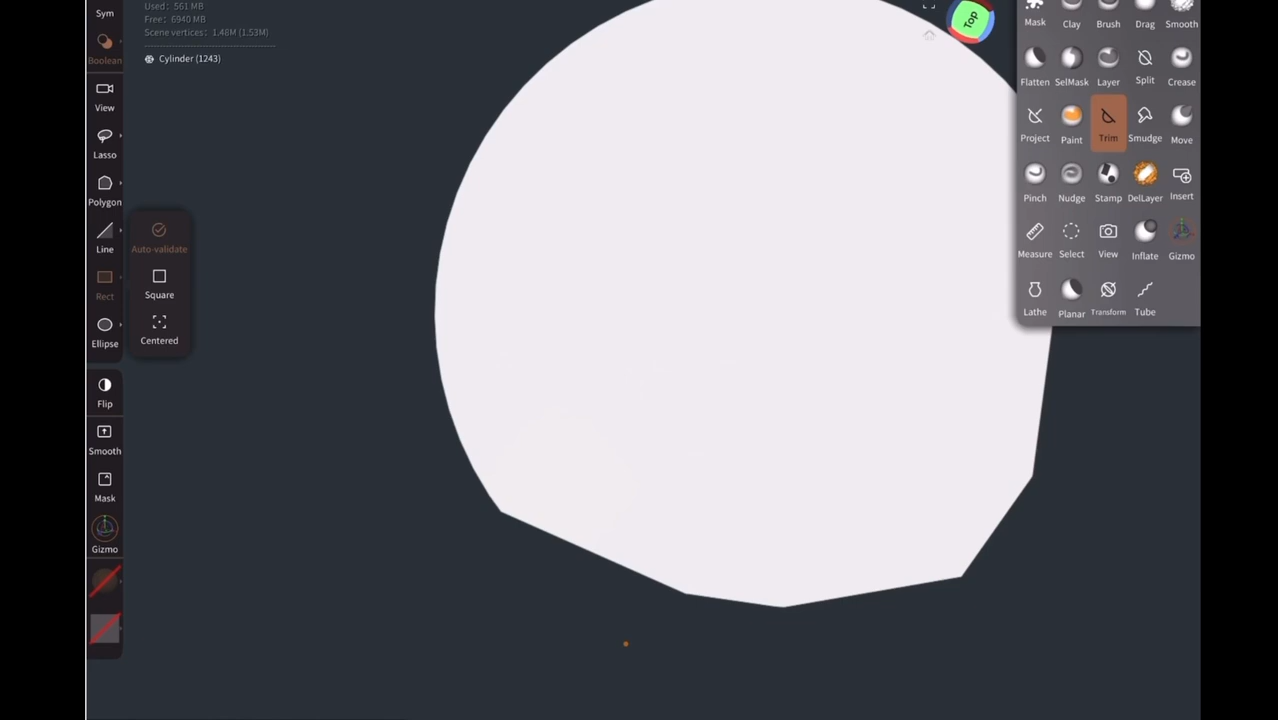 Used: 561 MB
Free: 6940 MB
Scene vertices: 1.48M (1.53M)
Cylinder (1243)
Sym
Boolean
View
Lasso
Polygon
Line
Rect
Ellipse
Auto-validate
Square
Centered
Flip
Smooth
Mask
Gizmo
Top
Mask Clay Brush Drag Smooth
Flatten SelMask Layer Split Crease
Project Paint Trim Smudge Move
Pinch Nudge Stamp DelLayer Insert
Measure Select View Inflate Gizmo
Lathe Planar Transform Tube